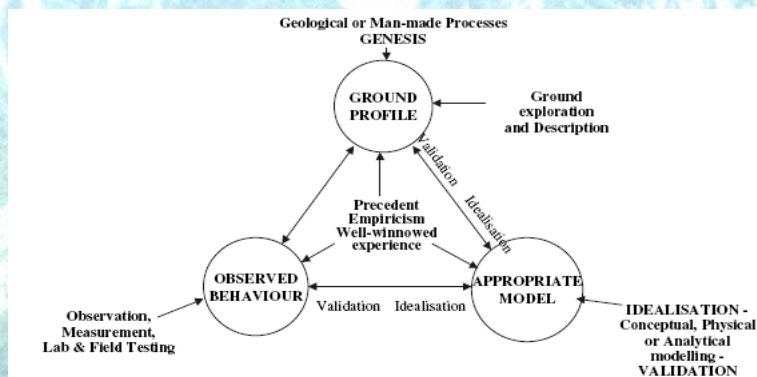 Geological or Man-made Processes
GENESIS
GROUND
PROFILE
Ground
exploration
and Description
Validation Idealisation
Precedent
Empiricism
Well-winnowed
experience
OBSERVED
BEHAVIOUR
Validation Idealisation
APPROPRIATE
MODEL
Observation,
Measurement,
Lab & Field Testing
IDEALISATION -
Conceptual, Physical
or Analytical
modelling -
VALIDATION